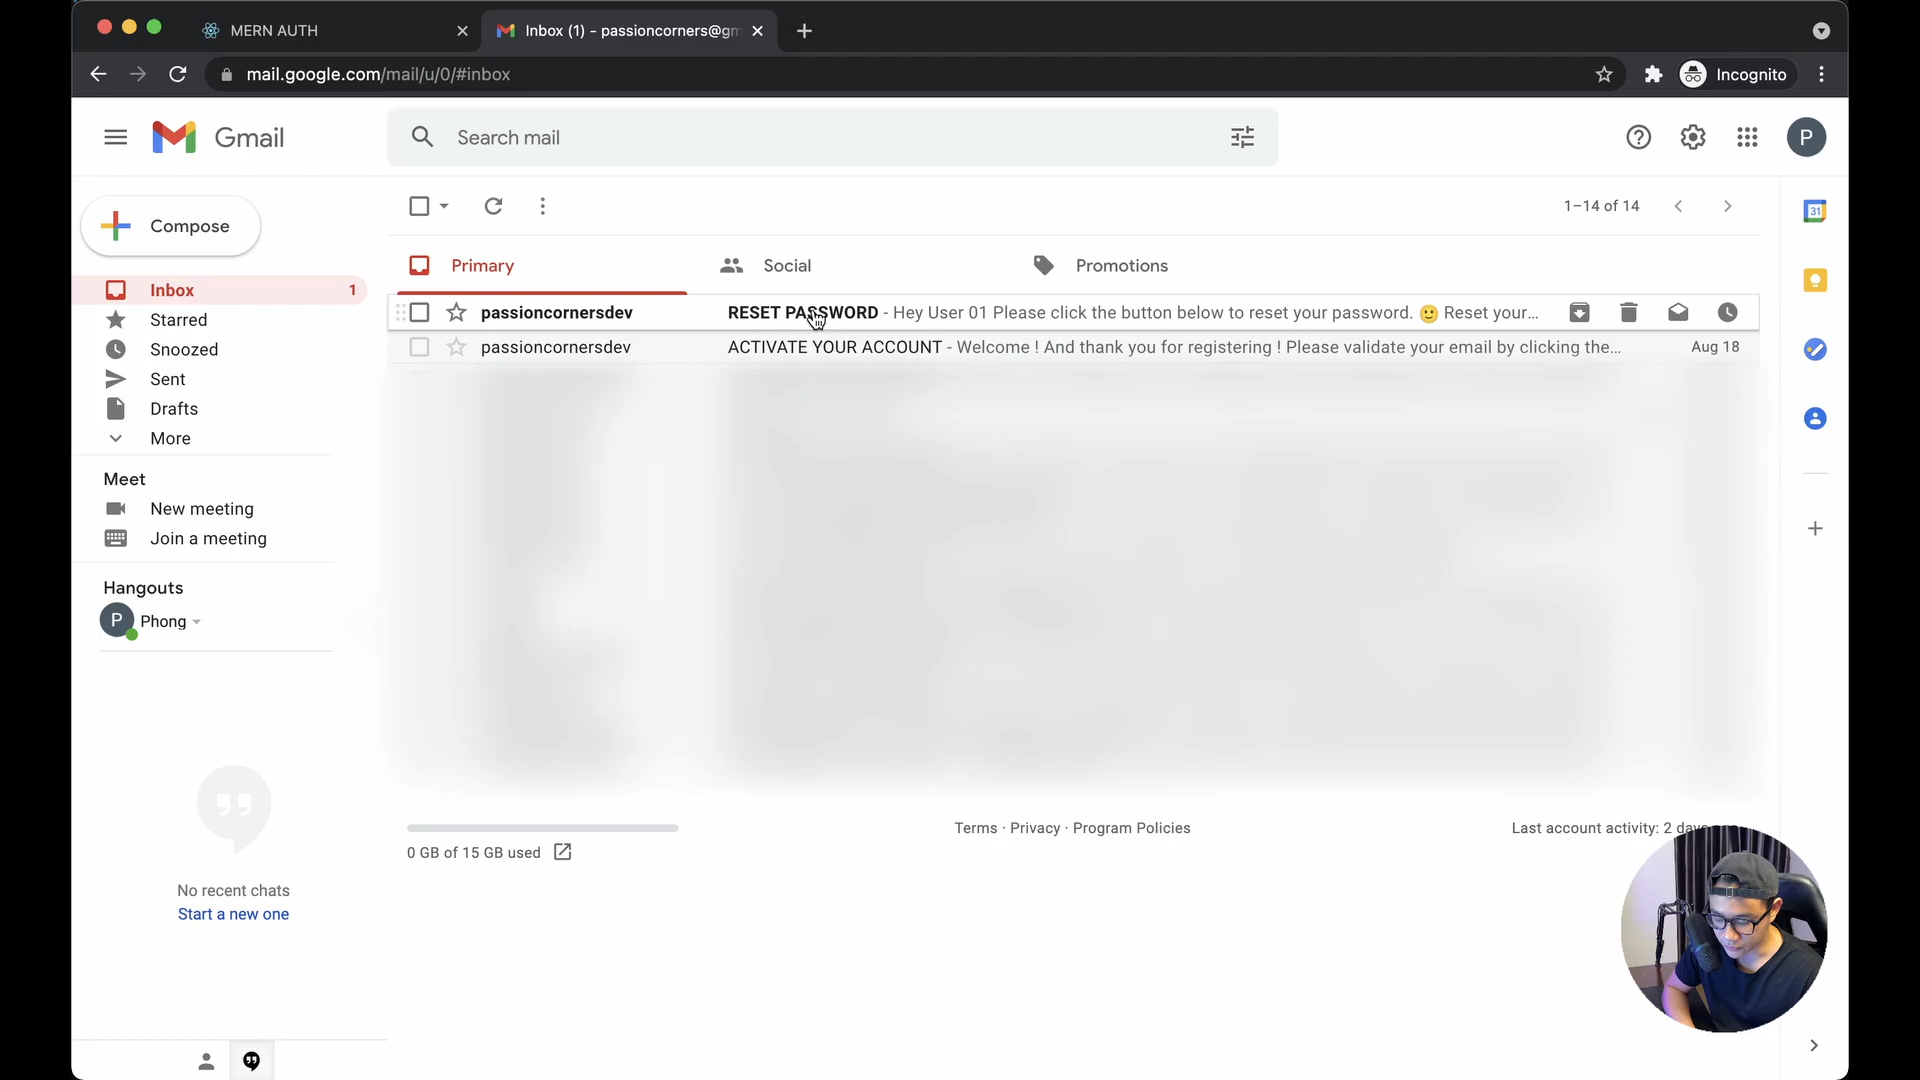 MERN AUTH
Inbox (1) - passioncorners@gm
mail.google.com/mail/u/0/#inbox
Incognito
Gmail
Search mail
P
Compose
1–14 of 14
31
Primary
Social
Promotions
Inbox 1
Starred
Snoozed
Sent
Drafts
More
passioncornersdev RESET PASSWORD - Hey User 01 Please click the button below to reset your password. 🙂 Reset your...
passioncornersdev ACTIVATE YOUR ACCOUNT - Welcome ! And thank you for registering ! Please validate your email by clicking the... Aug 18
Meet
New meeting
Join a meeting
Hangouts
P Phong
No recent chats
Start a new one
0 GB of 15 GB used
Terms · Privacy · Program Policies
Last account activity: 2 days